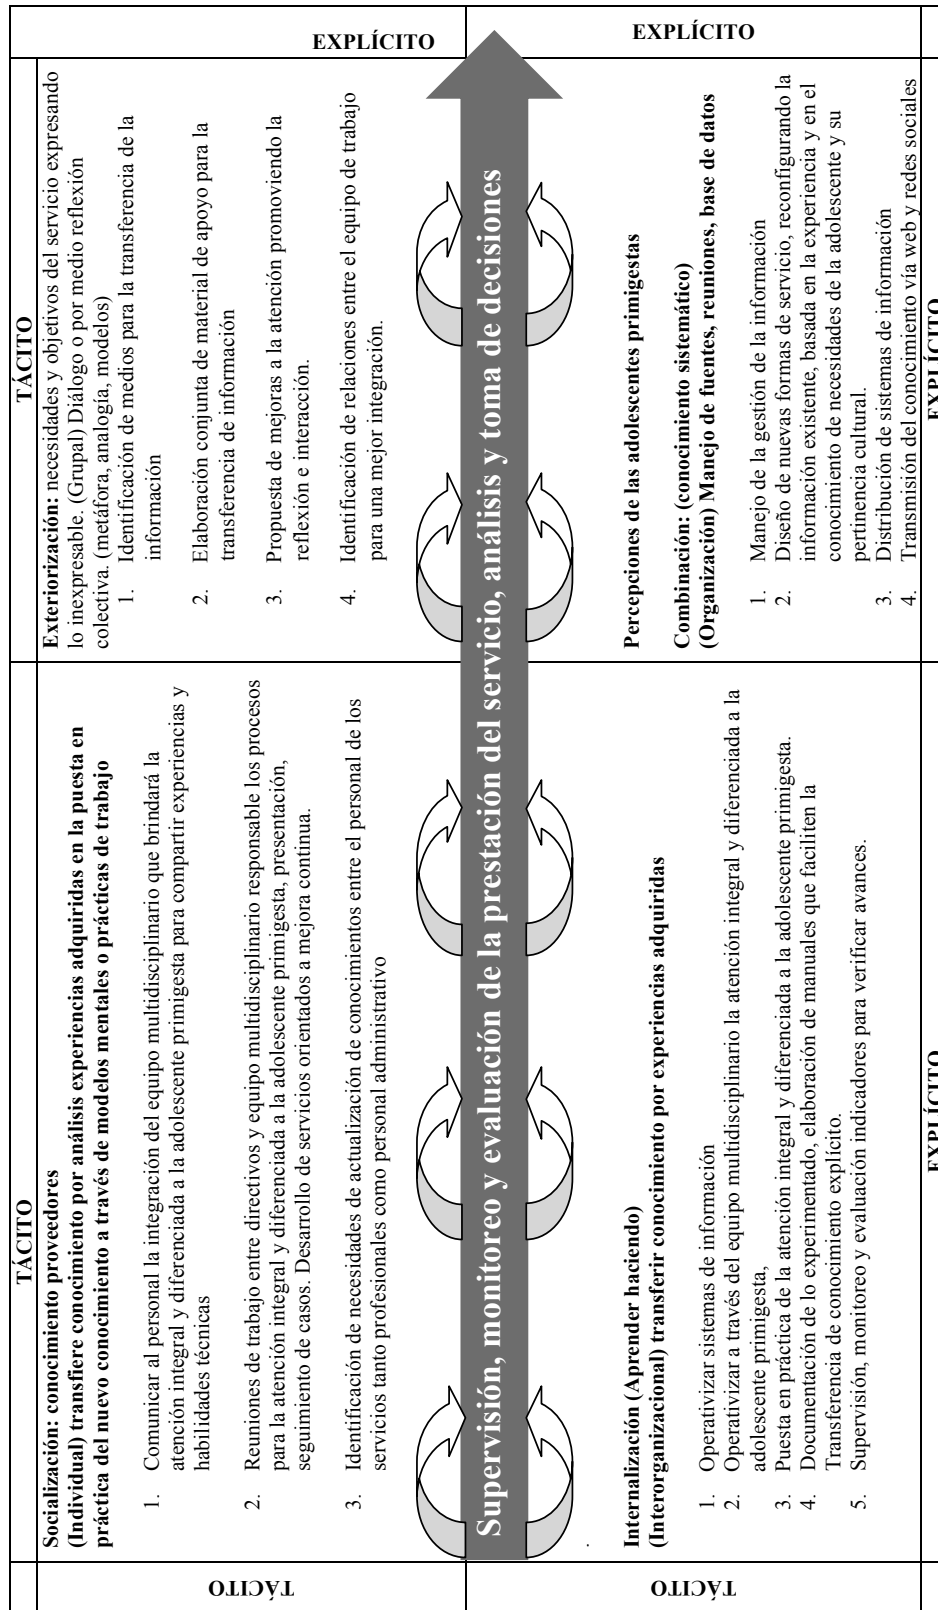 TÁCITO
TÁCITO
TÁCITO
Socialización: conocimiento proveedores
(Individual) transfiere conocimiento por análisis experiencias adquiridas en la puesta en
práctica del nuevo conocimiento a través de modelos mentales o prácticas de trabajo
1. Comunicar al personal la integración del equipo multidisciplinario que brindará la
atención integral y diferenciada a la adolescente primigesta para compartir experiencias y
habilidades técnicas
2. Reuniones de trabajo entre directivos y equipo multidisciplinario responsable los procesos
para la atención integral y diferenciada a la adolescente primigesta, presentación,
seguimiento de casos. Desarrollo de servicios orientados a mejora continua.
3. Identificación de necesidades de actualización de conocimientos entre el personal de los
servicios tanto profesionales como personal administrativo
Exteriorización: necesidades y objetivos del servicio expresando
lo inexpresable. (Grupal) Diálogo o por medio reflexión
colectiva. (metáfora, analogía, modelos)
1. Identificación de medios para la transferencia de la
información
2. Elaboración conjunta de material de apoyo para la
transferencia de información
3. Propuesta de mejoras a la atención promoviendo la
reflexión e interacción.
4. Identificación de relaciones entre el equipo de trabajo
para una mejor integración.
EXPLÍCITO
Supervisión, monitoreo y evaluación de la prestación del servicio, análisis y toma de decisiones
TÁCITO
.
Internalización (Aprender haciendo)
(Interorganizacional) transferir conocimiento por experiencias adquiridas
1. Operativizar sistemas de información
2. Operativizar a través del equipo multidisciplinario la atención integral y diferenciada a la
adolescente primigesta,
3. Puesta en práctica de la atención integral y diferenciada a la adolescente primigesta.
4. Documentación de lo experimentado, elaboración de manuales que faciliten la
Transferencia de conocimiento explícito.
5. Supervisión, monitoreo y evaluación indicadores para verificar avances.
Percepciones de las adolescentes primigestas
Combinación: (conocimiento sistemático)
(Organización) Manejo de fuentes, reuniones, base de datos
1. Manejo de la gestión de la información
2. Diseño de nuevas formas de servicio, reconfigurando la
información existente, basada en la experiencia y en el
conocimiento de necesidades de la adolescente y su
pertinencia cultural.
3. Distribución de sistemas de información
4. Transmisión del conocimiento vía web y redes sociales
EXPLÍCITO
EXPLÍCITO
EXPLÍCITO